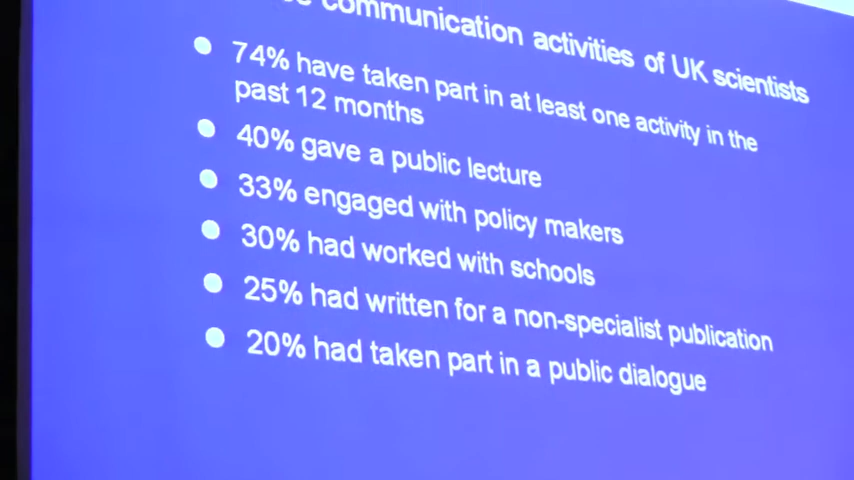 communication activities of UK scientists
74% have taken part in at least one activity in the
past 12 months
40% gave a public lecture
33% engaged with policy makers
30% had worked with schools
25% had written for a non-specialist publication
20% had taken part in a public dialogue